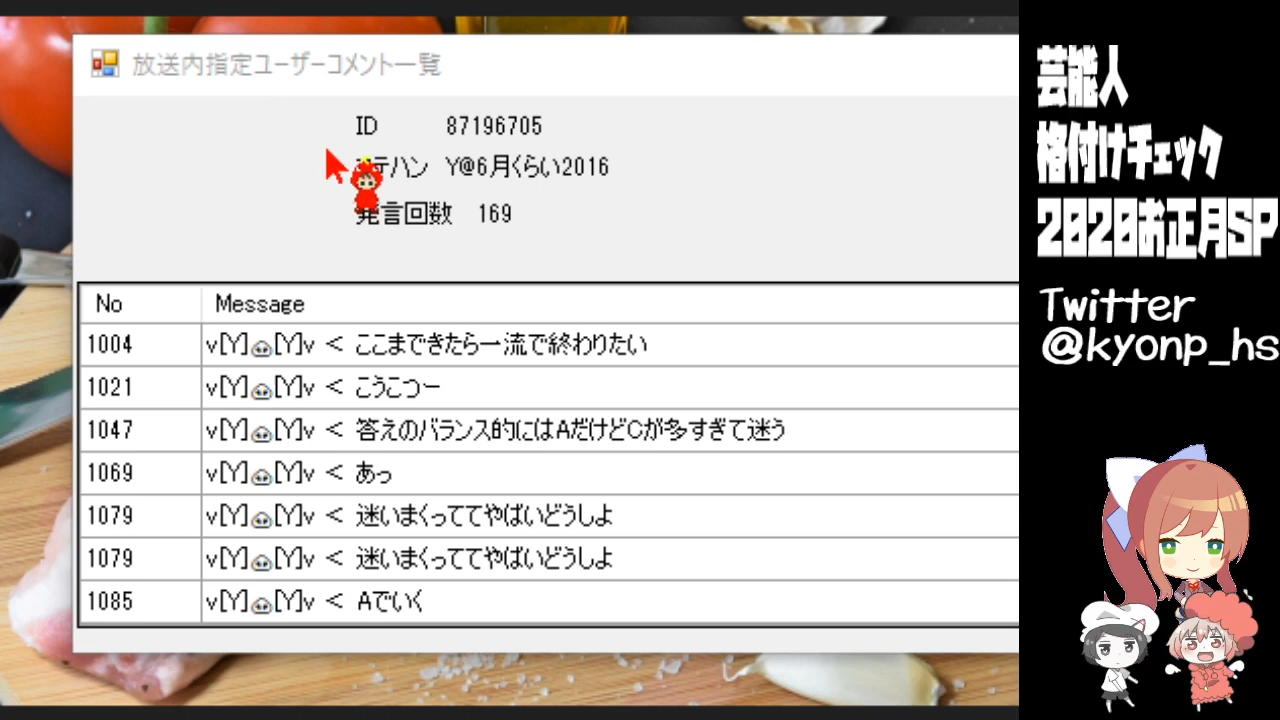 放送内指定ユーザーコメント一覧
ID 87196705
コテハン Y@6月くらい2016
発言回数 169
No Message
1004 v[Y](-ω-)[Y]v < ここまできたら一流で終わりたい
1021 v[Y](-ω-)[Y]v < こうこつー
1047 v[Y](-ω-)[Y]v < 答えのバランス的にはAだけどCが多すぎて迷う
1069 v[Y](-ω-)[Y]v < あっ
1079 v[Y](-ω-)[Y]v < 迷いまくっててやばいどうしよ
1079 v[Y](-ω-)[Y]v < 迷いまくっててやばいどうしよ
1085 v[Y](-ω-)[Y]v < Aでいく
芸能人
格付けチェック
2020お正月SP
Twitter
@kyonp_hs